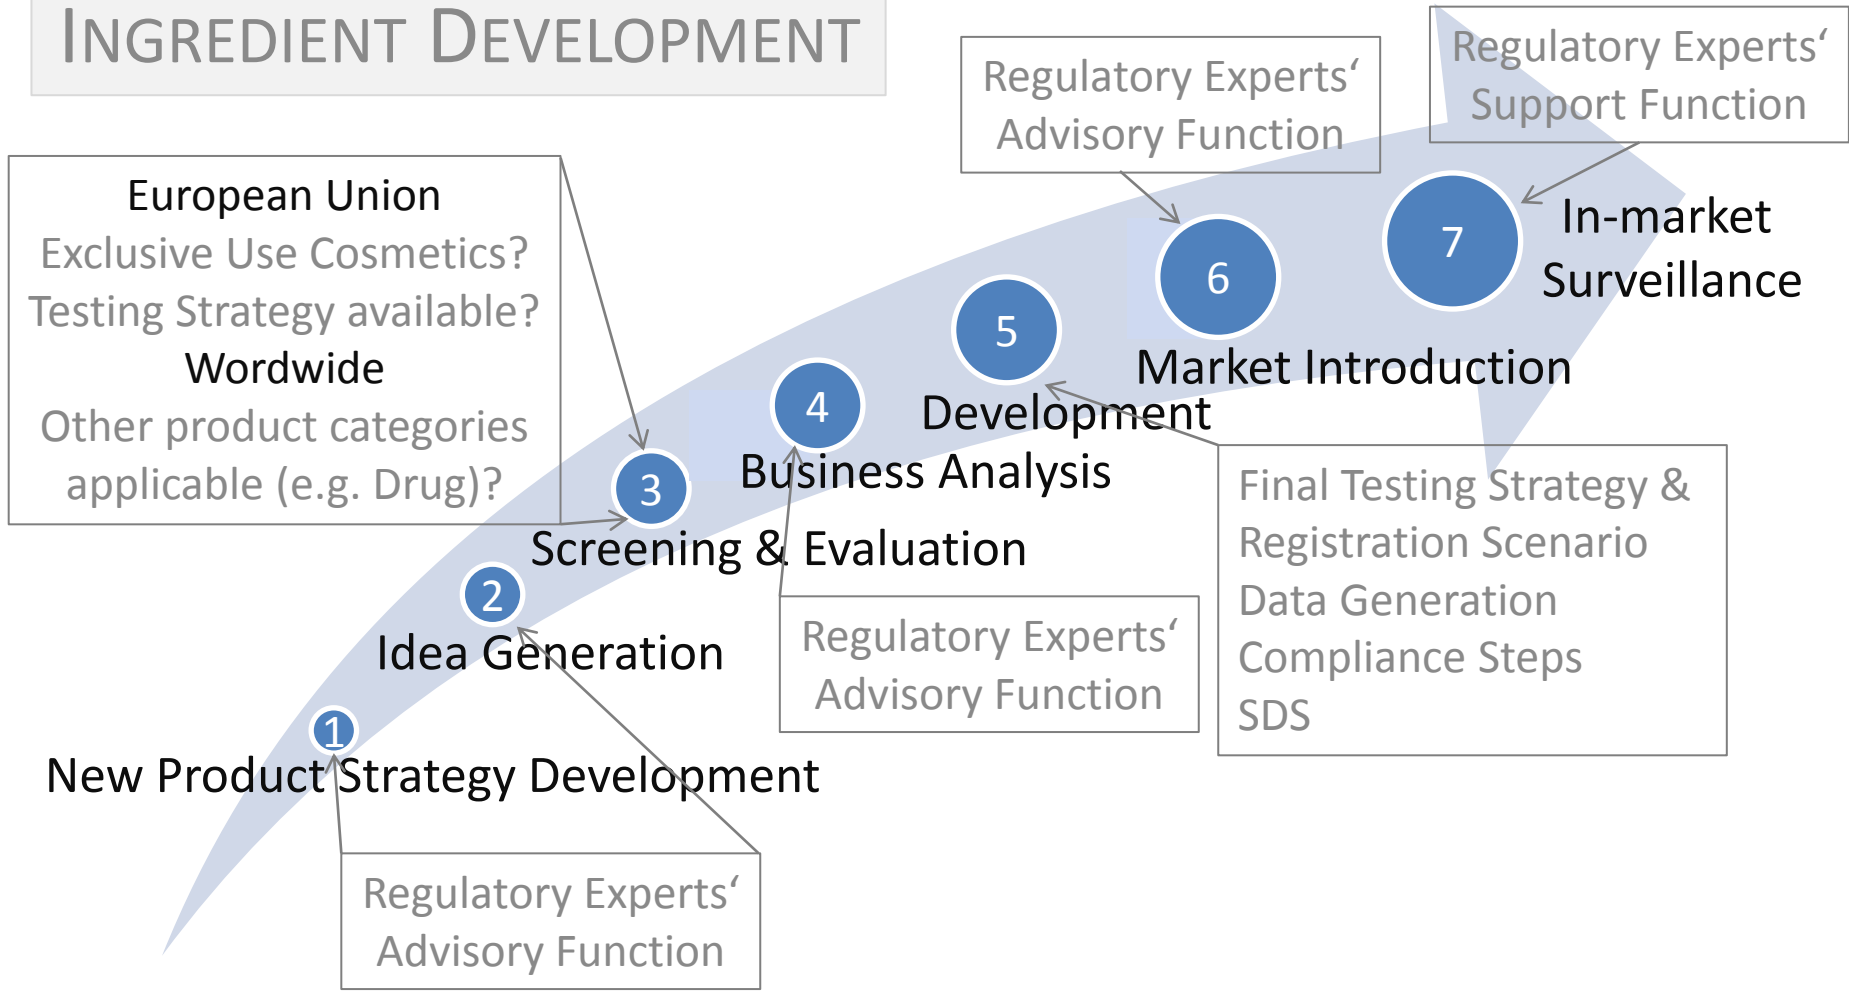 INGREDIENT DEVELOPMENT
Regulatory Experts‘
Advisory Function
Regulatory Experts‘
Support Function
European Union
Exclusive Use Cosmetics?
Testing Strategy available?
Wordwide
Other product categories
applicable (e.g. Drug)?
7
In-market
Surveillance
6
Market Introduction
5
Development
4
Business Analysis
3
Screening & Evaluation
2
Idea Generation
1
New Product Strategy Development
Final Testing Strategy &
Registration Scenario
Data Generation
Compliance Steps
SDS
Regulatory Experts‘
Advisory Function
Regulatory Experts‘
Advisory Function